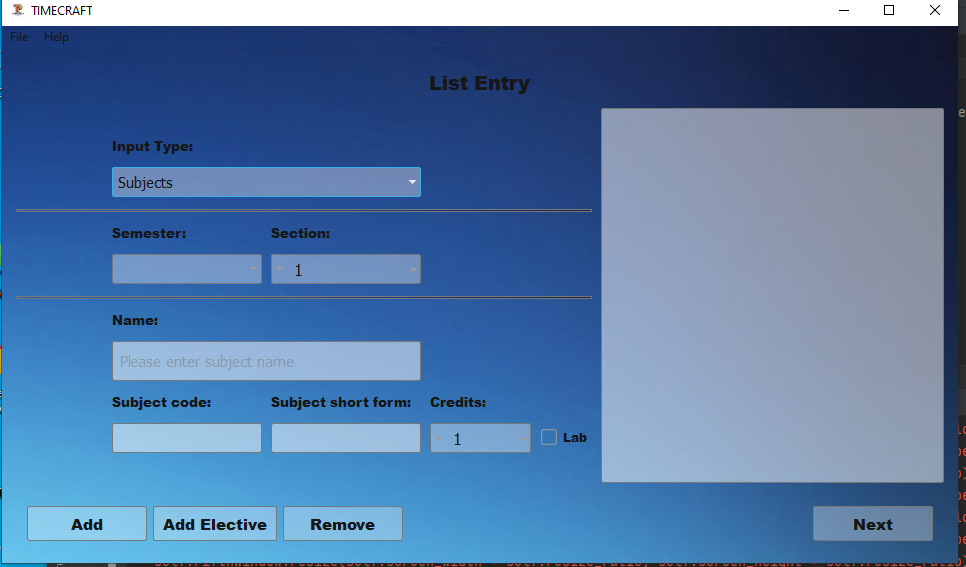 TIMECRAFT
File Help
List Entry
Input Type:
Subjects
Semester: Section:
1
Name:
Please enter subject name
Subject code: Subject short form: Credits:
1
Lab
Add Add Elective Remove Next